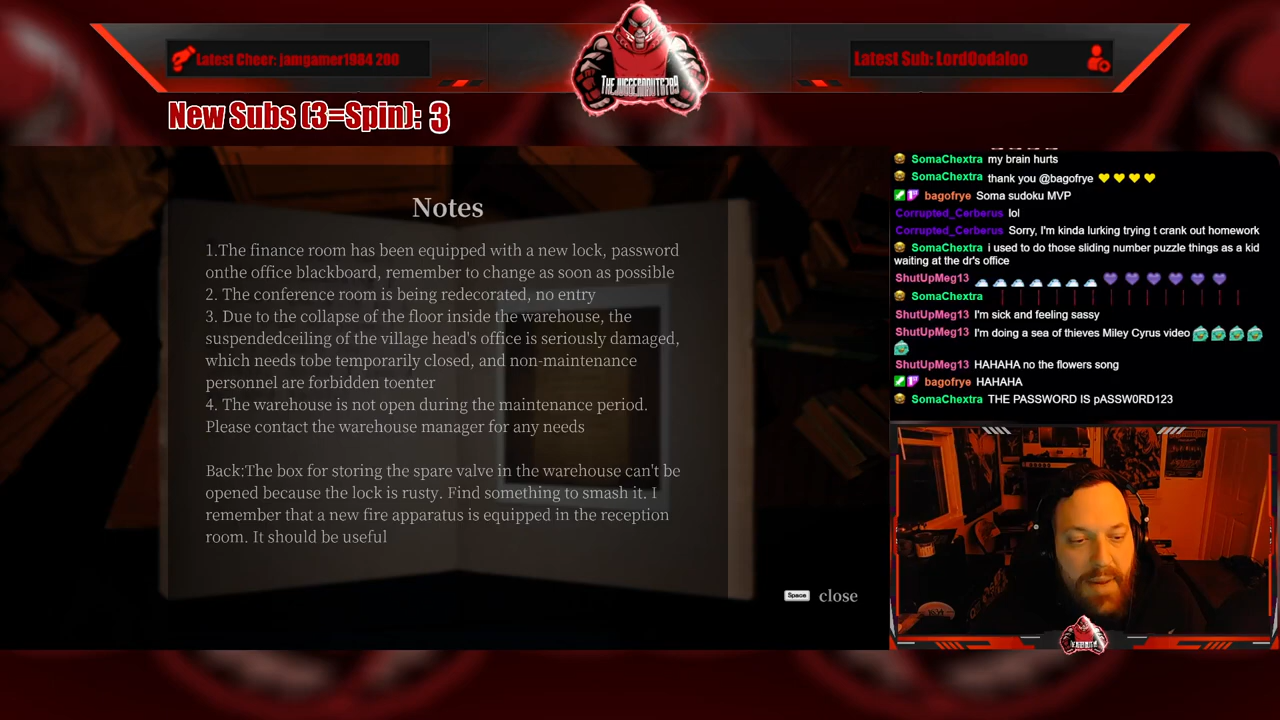 Latest Cheer: jamgamer1984 200
THEJUGGERNAUT6789
Latest Sub: LordOodaloo
New Subs (3=Spin): 3
Notes
1.The finance room has been equipped with a new lock, password
onthe office blackboard, remember to change as soon as possible
2. The conference room is being redecorated, no entry
3. Due to the collapse of the floor inside the warehouse, the
suspendedceiling of the village head's office is seriously damaged,
which needs tobe temporarily closed, and non-maintenance
personnel are forbidden toenter
4. The warehouse is not open during the maintenance period.
Please contact the warehouse manager for any needs
Back:The box for storing the spare valve in the warehouse can't be
opened because the lock is rusty. Find something to smash it. I
remember that a new fire apparatus is equipped in the reception
room. It should be useful
Space close
SomaChextra my brain hurts
SomaChextra thank you @bagofrye
bagofrye Soma sudoku MVP
Corrupted_Cerberus lol
Corrupted_Cerberus Sorry, I'm kinda lurking trying t crank out homework
SomaChextra i used to do those sliding number puzzle things as a kid
waiting at the dr's office
ShutUpMeg13
SomaChextra
ShutUpMeg13 I'm sick and feeling sassy
ShutUpMeg13 I'm doing a sea of thieves Miley Cyrus video
ShutUpMeg13 HAHAHA no the flowers song
bagofrye HAHAHA
SomaChextra THE PASSWORD IS pASSW0RD123